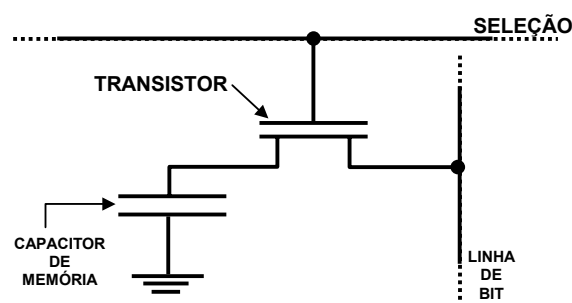 SELEÇÃO
TRANSISTOR
CAPACITOR
DE
MEMÓRIA
LINHA
DE
BIT